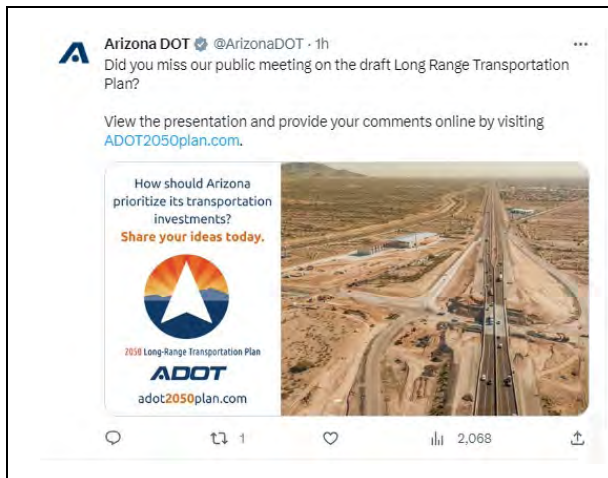 Arizona DOT @ArizonaDOT · 1h
Did you miss our public meeting on the draft Long Range Transportation
Plan?
View the presentation and provide your comments online by visiting
ADOT2050plan.com.
How should Arizona
prioritize its transportation
investments?
Share your ideas today.
2050 Long-Range Transportation Plan
ADOT
adot2050plan.com
1
2,068